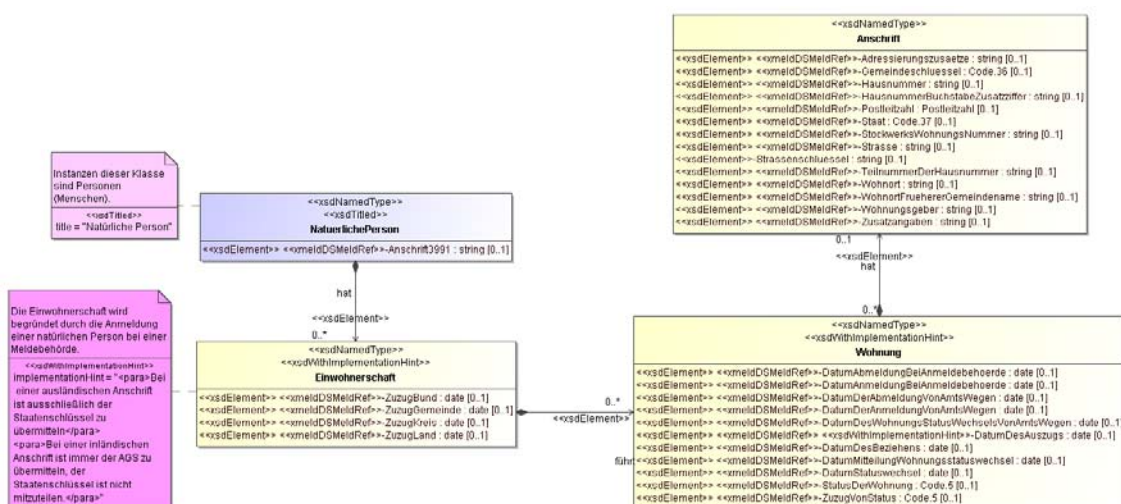 <<xsdNamedType>>
Anschrift
<<xsdElement>> <<xmeldDSMeldRef>>-Adressierungszusaetze : string [0..1]
<<xsdElement>> <<xmeldDSMeldRef>>-Gemeindeschluessel : Code.36 [0..1]
<<xsdElement>> <<xmeldDSMeldRef>>-Hausnummer : string [0..1]
<<xsdElement>> <<xmeldDSMeldRef>>-HausnummerBuchstabeZusatzziffer : string [0..1]
<<xsdElement>> <<xmeldDSMeldRef>>-Postleitzahl : Postleitzahl [0..1]
<<xsdElement>> <<xmeldDSMeldRef>>-Staat : Code.37 [0..1]
<<xsdElement>> <<xmeldDSMeldRef>>-StockwerksWohnungsNummer : string [0..1]
<<xsdElement>> <<xmeldDSMeldRef>>-Strasse : string [0..1]
<<xsdElement>>-Strassenschluessel : string [0..1]
<<xsdElement>> <<xmeldDSMeldRef>>-TeilnummerDerHausnummer : string [0..1]
<<xsdElement>> <<xmeldDSMeldRef>>-Wohnort : string [0..1]
<<xsdElement>> <<xmeldDSMeldRef>>-WohnortFruehererGemeindename : string [0..1]
<<xsdElement>> <<xmeldDSMeldRef>>-Wohnungsgeber : string [0..1]
<<xsdElement>> <<xmeldDSMeldRef>>-Zusatzangaben : string [0..1]
Instanzen dieser Klasse
sind Personen
(Menschen).
<<xsdTitled>>
title = "Natürliche Person"
<<xsdNamedType>>
<<xsdTitled>>
NatuerlichePerson
<<xsdElement>> <<xmeldDSMeldRef>>-Anschrift3991 : string [0..1]
0..1
<<xsdElement>>
hat
0..*
hat
<<xsdElement>>
0..*
Die Einwohnerschaft wird
begründet durch die Anmeldung
einer natürlichen Person bei einer
Meldebehörde.
<<xsdWithImplementationHint>>
implementationHint = "<para>Bei
einer ausländischen Anschrift
ist ausschließlich der
Staatenschlüssel zu
übermitteln</para>
<para>Bei einer inländischen
Anschrift ist immer der AGS zu
übermitteln, der
Staatenschlüssel ist nicht
mitzuteilen.</para>"
<<xsdNamedType>>
<<xsdWithImplementationHint>>
Einwohnerschaft
<<xsdElement>> <<xmeldDSMeldRef>>-ZuzugBund : date [0..1]
<<xsdElement>> <<xmeldDSMeldRef>>-ZuzugGemeinde : date [0..1]
<<xsdElement>> <<xmeldDSMeldRef>>-ZuzugKreis : date [0..1]
<<xsdElement>> <<xmeldDSMeldRef>>-ZuzugLand : date [0..1]
0..*
<<xsdElement>>
führt
<<xsdNamedType>>
<<xsdWithImplementationHint>>
Wohnung
<<xsdElement>> <<xmeldDSMeldRef>>-DatumAbmeldungBeiAnmeldebehoerde : date [0..1]
<<xsdElement>> <<xmeldDSMeldRef>>-DatumAnmeldungBeiAnmeldebehoerde : date [0..1]
<<xsdElement>> <<xmeldDSMeldRef>>-DatumDerAbmeldungVonAmtsWegen : date [0..1]
<<xsdElement>> <<xmeldDSMeldRef>>-DatumDerAnmeldungVonAmtsWegen : date [0..1]
<<xsdElement>> <<xmeldDSMeldRef>>-DatumDesWohnungsStatusWechselsVonAmtsWegen : date [0..1]
<<xsdElement>> <<xmeldDSMeldRef>> <<xsdWithImplementationHint>>-DatumDesAuszugs : date [0..1]
<<xsdElement>> <<xmeldDSMeldRef>>-DatumDesBeziehens : date [0..1]
<<xsdElement>> <<xmeldDSMeldRef>>-DatumMitteilungWohnungsstatuswechsel : date [0..1]
<<xsdElement>> <<xmeldDSMeldRef>>-DatumStatuswechsel : date [0..1]
<<xsdElement>> <<xmeldDSMeldRef>>-StatusDerWohnung : Code.5 [0..1]
<<xsdElement>> <<xmeldDSMeldRef>>-ZuzugVonStatus : Code.5 [0..1]